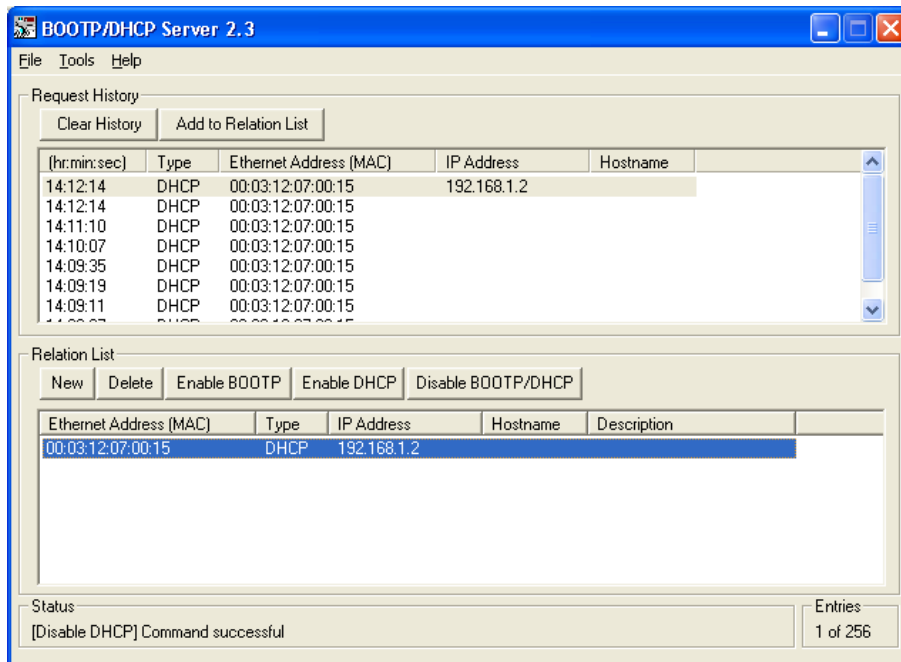 BOOTP/DHCP Server 2.3
File Tools Help
Request History
Clear History Add to Relation List
(hr:min:sec) Type Ethernet Address (MAC) IP Address Hostname
14:12:14 DHCP 00:03:12:07:00:15 192.168.1.2
14:12:14 DHCP 00:03:12:07:00:15
14:11:10 DHCP 00:03:12:07:00:15
14:10:07 DHCP 00:03:12:07:00:15
14:09:35 DHCP 00:03:12:07:00:15
14:09:19 DHCP 00:03:12:07:00:15
14:09:11 DHCP 00:03:12:07:00:15
Relation List
New Delete Enable BOOTP Enable DHCP Disable BOOTP/DHCP
Ethernet Address (MAC) Type IP Address Hostname Description
00:03:12:07:00:15 DHCP 192.168.1.2
Status Entries
[Disable DHCP] Command successful 1 of 256